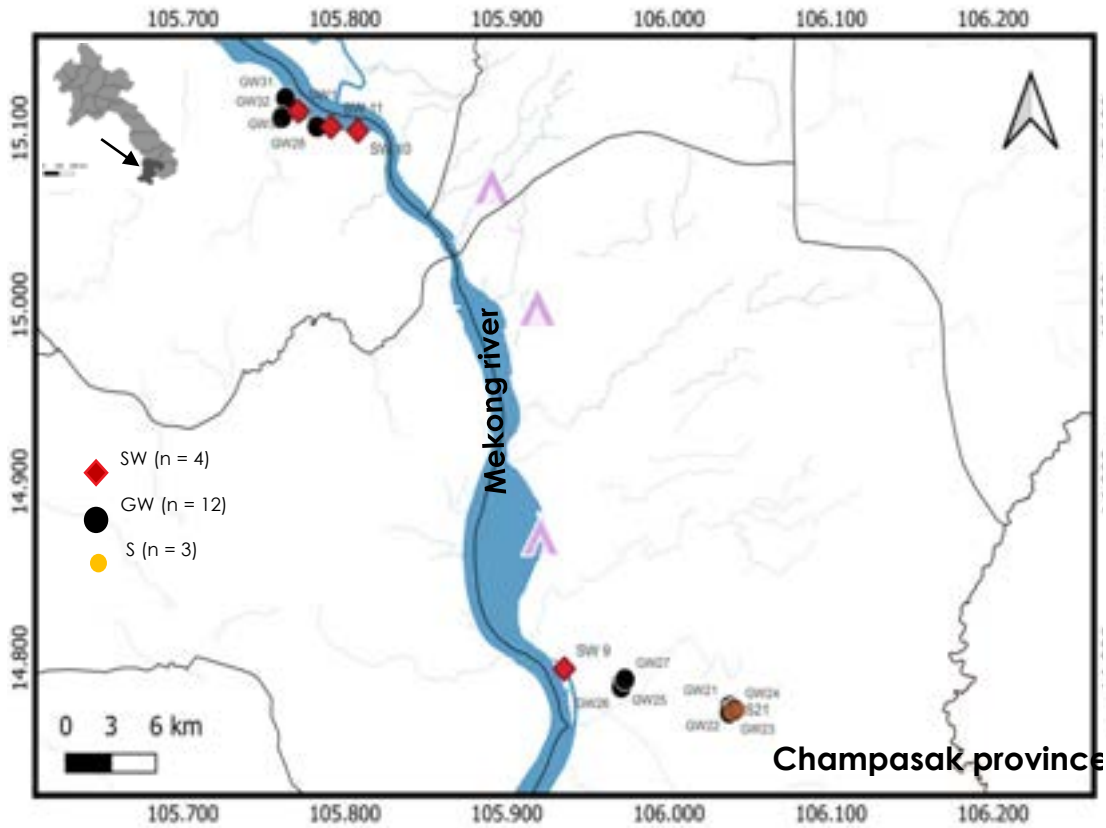 105.700 105.800 105.900 106.000 106.100 106.200
15.100
15.000
14.900
14.800
GW31
GW32
GW28
SW 9
GW27
GW26
GW25
GW21
GW24
S21
GW22
GW23
Mekong river
SW (n = 4)
GW (n = 12)
S (n = 3)
0 3 6 km
Champasak province
105.700 105.800 105.900 106.000 106.100 106.200